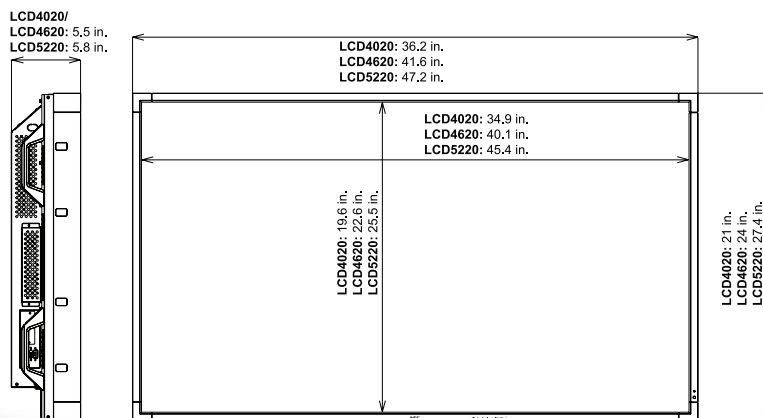 LCD4020/
LCD4620: 5.5 in.
LCD5220: 5.8 in.
LCD4020: 36.2 in.
LCD4620: 41.6 in.
LCD5220: 47.2 in.
LCD4020: 34.9 in.
LCD4620: 40.1 in.
LCD5220: 45.4 in.
LCD4020: 19.6 in.
LCD4620: 22.6 in.
LCD5220: 25.5 in.
LCD4020: 21 in.
LCD4620: 24 in.
LCD5220: 27.4 in.